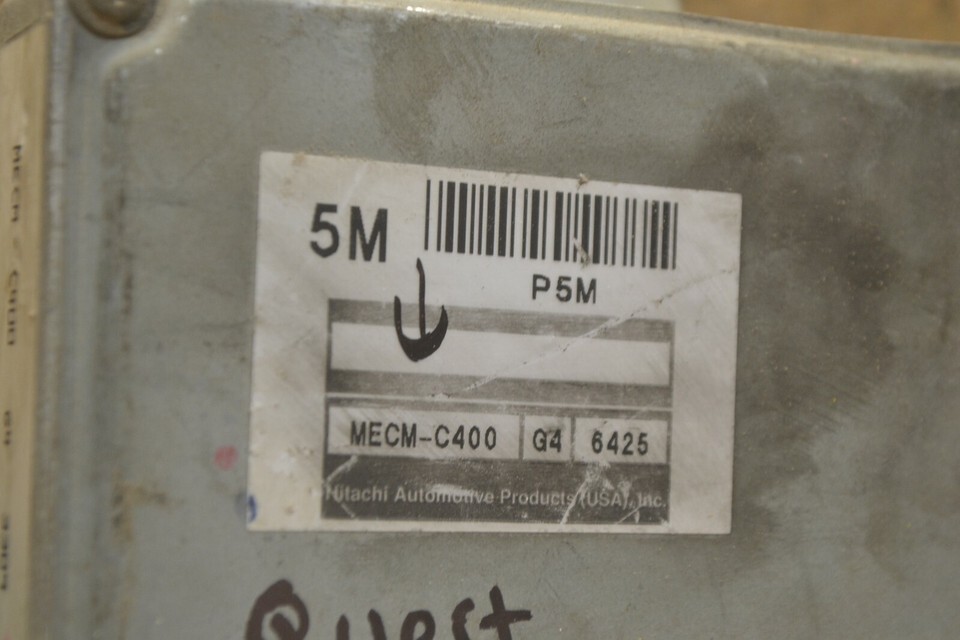 5M
P5M
MECM-C400 G4 6425
Hitachi Automotive Products (USA), Inc.
Quest